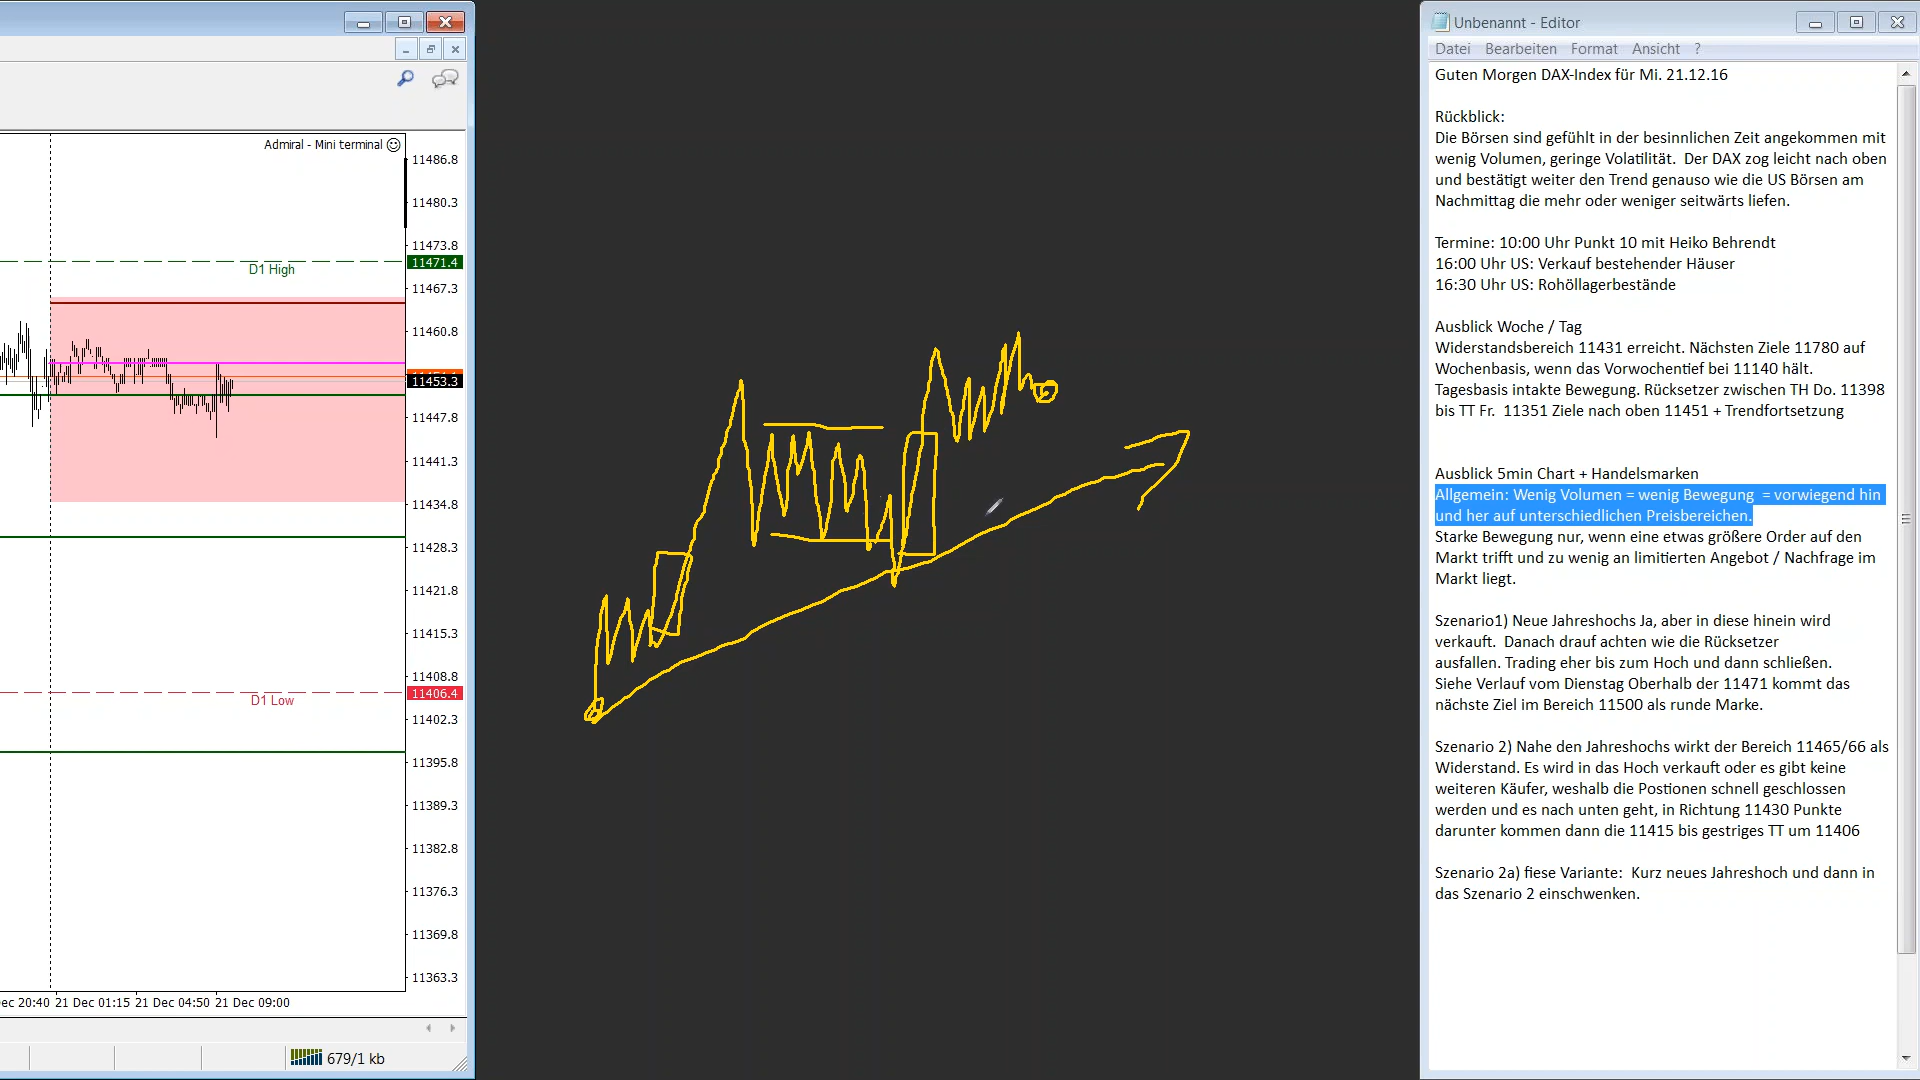 Admiral - Mini terminal
11486.8
11480.3
11473.8
11471.4
D1 High
11467.3
11460.8
11453.3
11447.8
11441.3
11434.8
11428.3
11421.8
11415.3
11408.8
11406.4
D1 Low
11402.3
11395.8
11389.3
11382.8
11376.3
11369.8
11363.3
ec 20:40 21 Dec 01:15 21 Dec 04:50 21 Dec 09:00
679/1 kb
Unbenannt - Editor
Datei Bearbeiten Format Ansicht ?
Guten Morgen DAX-Index für Mi. 21.12.16
Rückblick:
Die Börsen sind gefühlt in der besinnlichen Zeit angekommen mit
wenig Volumen, geringe Volatilität. Der DAX zog leicht nach oben
und bestätigt weiter den Trend genauso wie die US Börsen am
Nachmittag die mehr oder weniger seitwärts liefen.
Termine: 10:00 Uhr Punkt 10 mit Heiko Behrendt
16:00 Uhr US: Verkauf bestehender Häuser
16:30 Uhr US: Rohöllagerbestände
Ausblick Woche / Tag
Widerstandsbereich 11431 erreicht. Nächsten Ziele 11780 auf
Wochenbasis, wenn das Vorwochentief bei 11140 hält.
Tagesbasis intakte Bewegung. Rücksetzer zwischen TH Do. 11398
bis TT Fr. 11351 Ziele nach oben 11451 + Trendfortsetzung
Ausblick 5min Chart + Handelsmarken
Allgemein: Wenig Volumen = wenig Bewegung = vorwiegend hin
und her auf unterschiedlichen Preisbereichen.
Starke Bewegung nur, wenn eine etwas größere Order auf den
Markt trifft und zu wenig an limitierten Angebot / Nachfrage im
Markt liegt.
Szenario1) Neue Jahreshochs Ja, aber in diese hinein wird
verkauft. Danach drauf achten wie die Rücksetzer
ausfallen. Trading eher bis zum Hoch und dann schließen.
Siehe Verlauf vom Dienstag Oberhalb der 11471 kommt das
nächste Ziel im Bereich 11500 als runde Marke.
Szenario 2) Nahe den Jahreshochs wirkt der Bereich 11465/66 als
Widerstand. Es wird in das Hoch verkauft oder es gibt keine
weiteren Käufer, weshalb die Postionen schnell geschlossen
werden und es nach unten geht, in Richtung 11430 Punkte
darunter kommen dann die 11415 bis gestriges TT um 11406
Szenario 2a) fiese Variante: Kurz neues Jahreshoch und dann in
das Szenario 2 einschwenken.